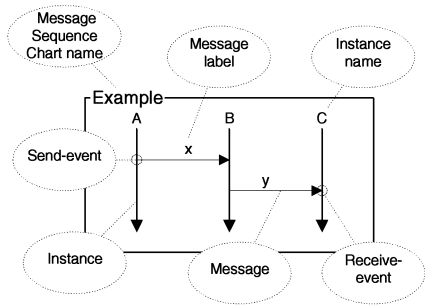 Message
Sequence
Chart name
Message
label
Instance
name
Example
A
B
C
Send-event
x
y
Instance
Message
Receive-
event